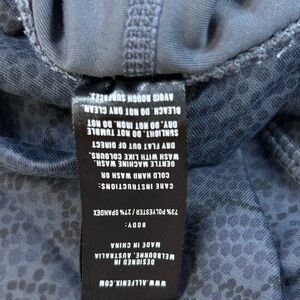 WWW.ALLFENIX.COM
DESIGNED IN
MELBOURNE, AUSTRALIA
MADE IN CHINA
BODY:
73% POLYESTER / 27% SPANDEX
CARE INSTRUCTIONS:
COLD HAND WASH OR
GENTLE MACHINE WASH
WASH WITH LIKE COLOURS.
DRY FLAT OUT OF DIRECT
SUNLIGHT. DO NOT TUMBLE
DRY. DO NOT IRON. DO NOT
BLEACH. DO NOT DRY CLEAN.
AVOID ROUGH SURFACES.